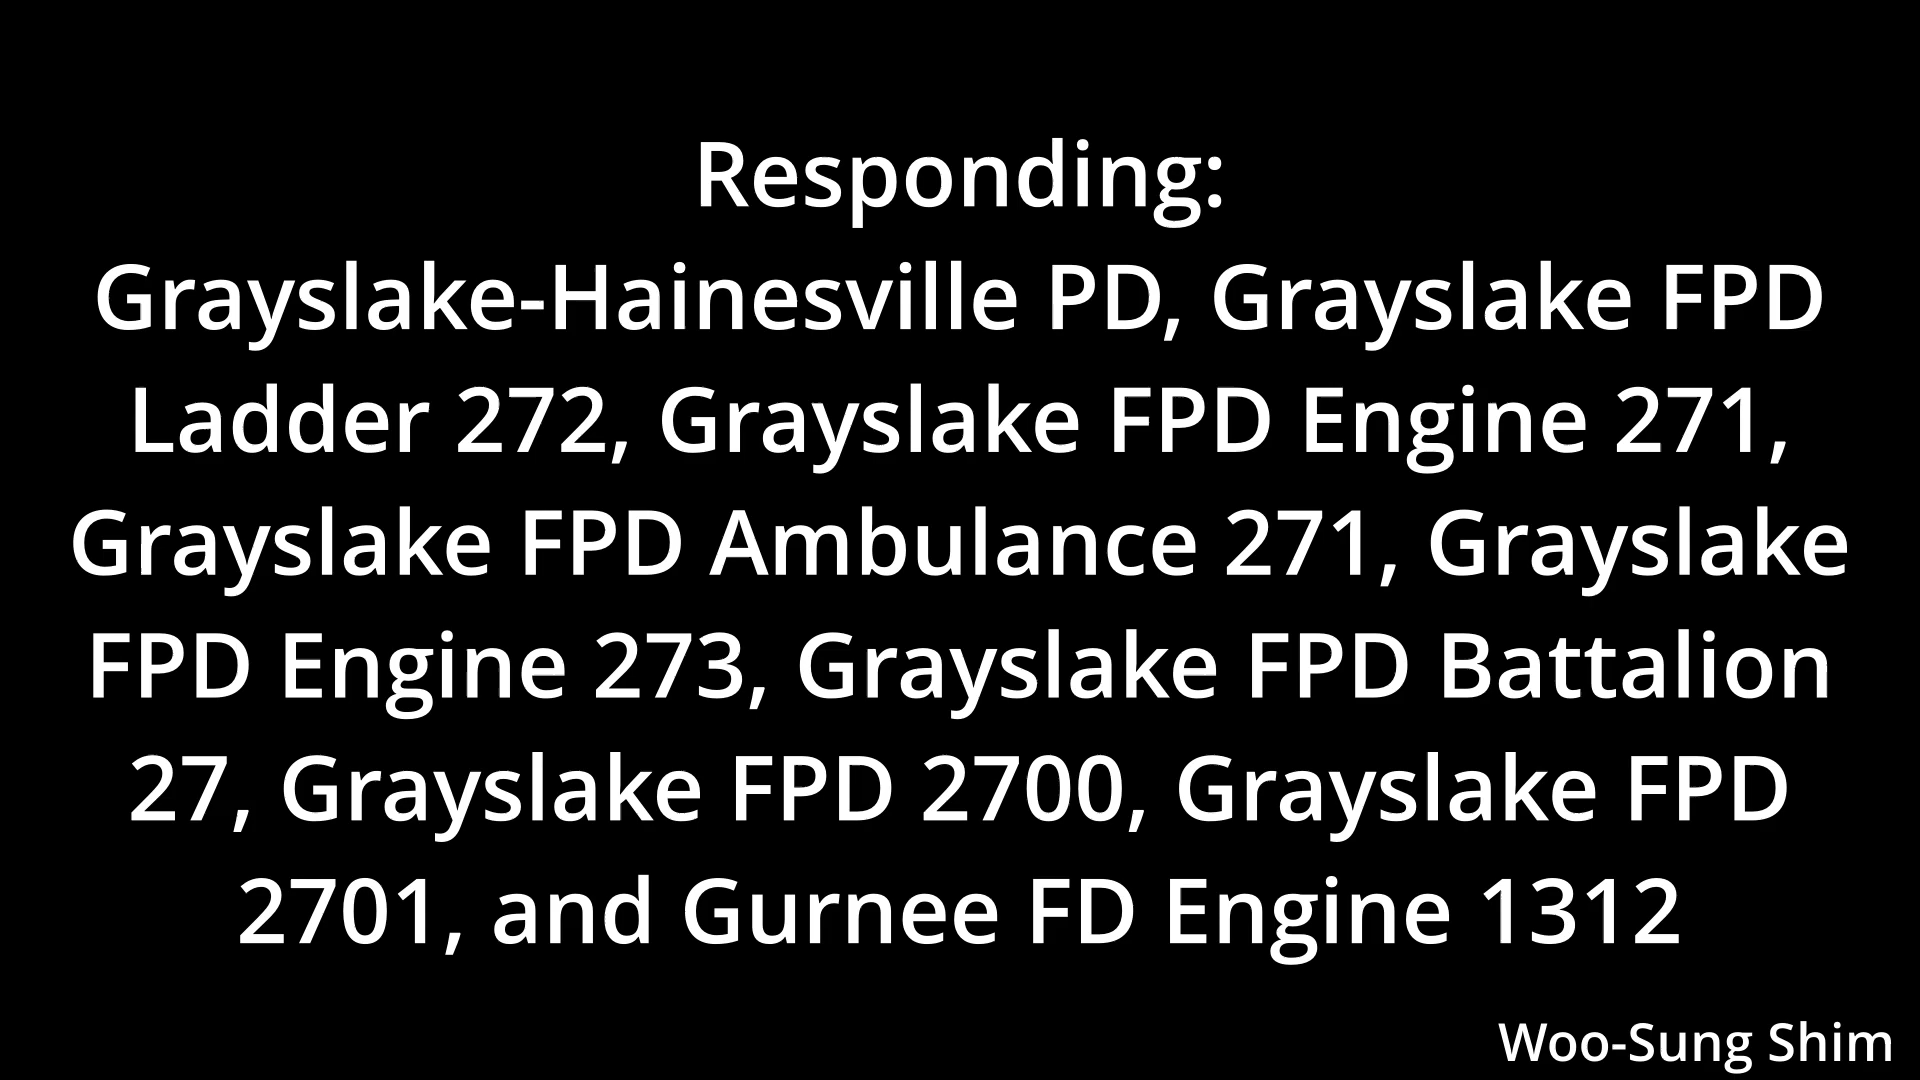 Responding:
Grayslake-Hainesville PD, Grayslake FPD
Ladder 272, Grayslake FPD Engine 271,
Grayslake FPD Ambulance 271, Grayslake
FPD Engine 273, Grayslake FPD Battalion
27, Grayslake FPD 2700, Grayslake FPD
2701, and Gurnee FD Engine 1312
Woo-Sung Shim